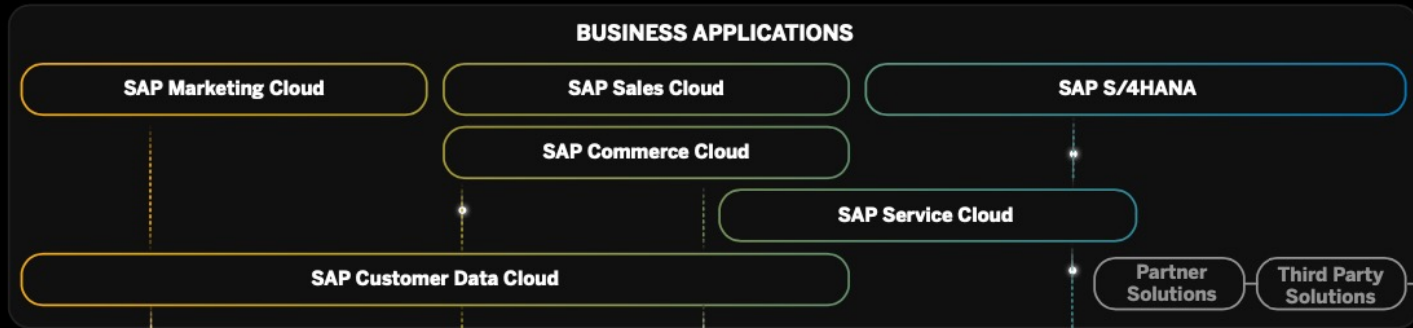 BUSINESS APPLICATIONS
SAP Marketing Cloud
SAP Sales Cloud
SAP S/4HANA
SAP Commerce Cloud
SAP Service Cloud
SAP Customer Data Cloud
Partner
Solutions
Third Party
Solutions